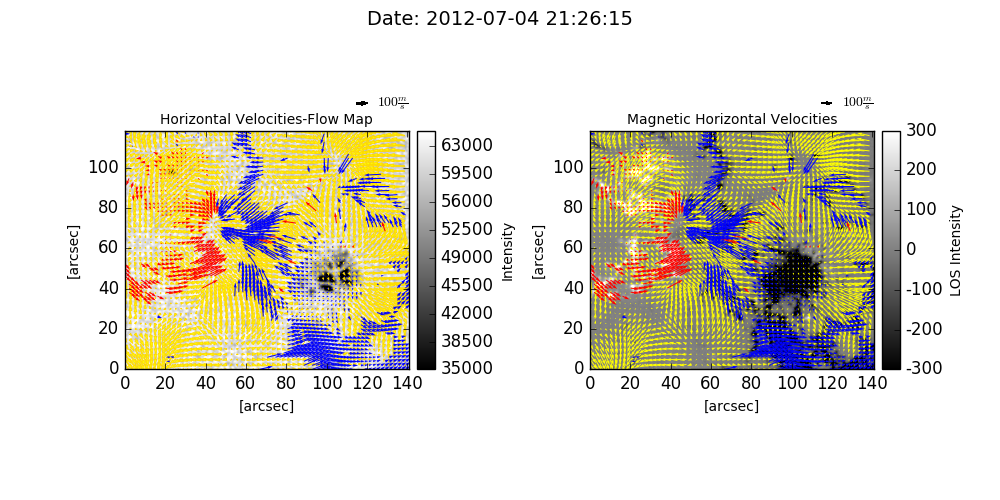 Date: 2012-07-04 21:26:15
100 m/s
100 m/s
Horizontal Velocities-Flow Map
Magnetic Horizontal Velocities
100
80
60
40
20
0
[arcsec]
0 20 40 60 80 100 120 140
[arcsec]
63000
59500
56000
52500
49000
45500
42000
38500
35000
Intensity
100
80
60
40
20
0
[arcsec]
0 20 40 60 80 100 120 140
[arcsec]
300
200
100
0
-100
-200
-300
LOS Intensity